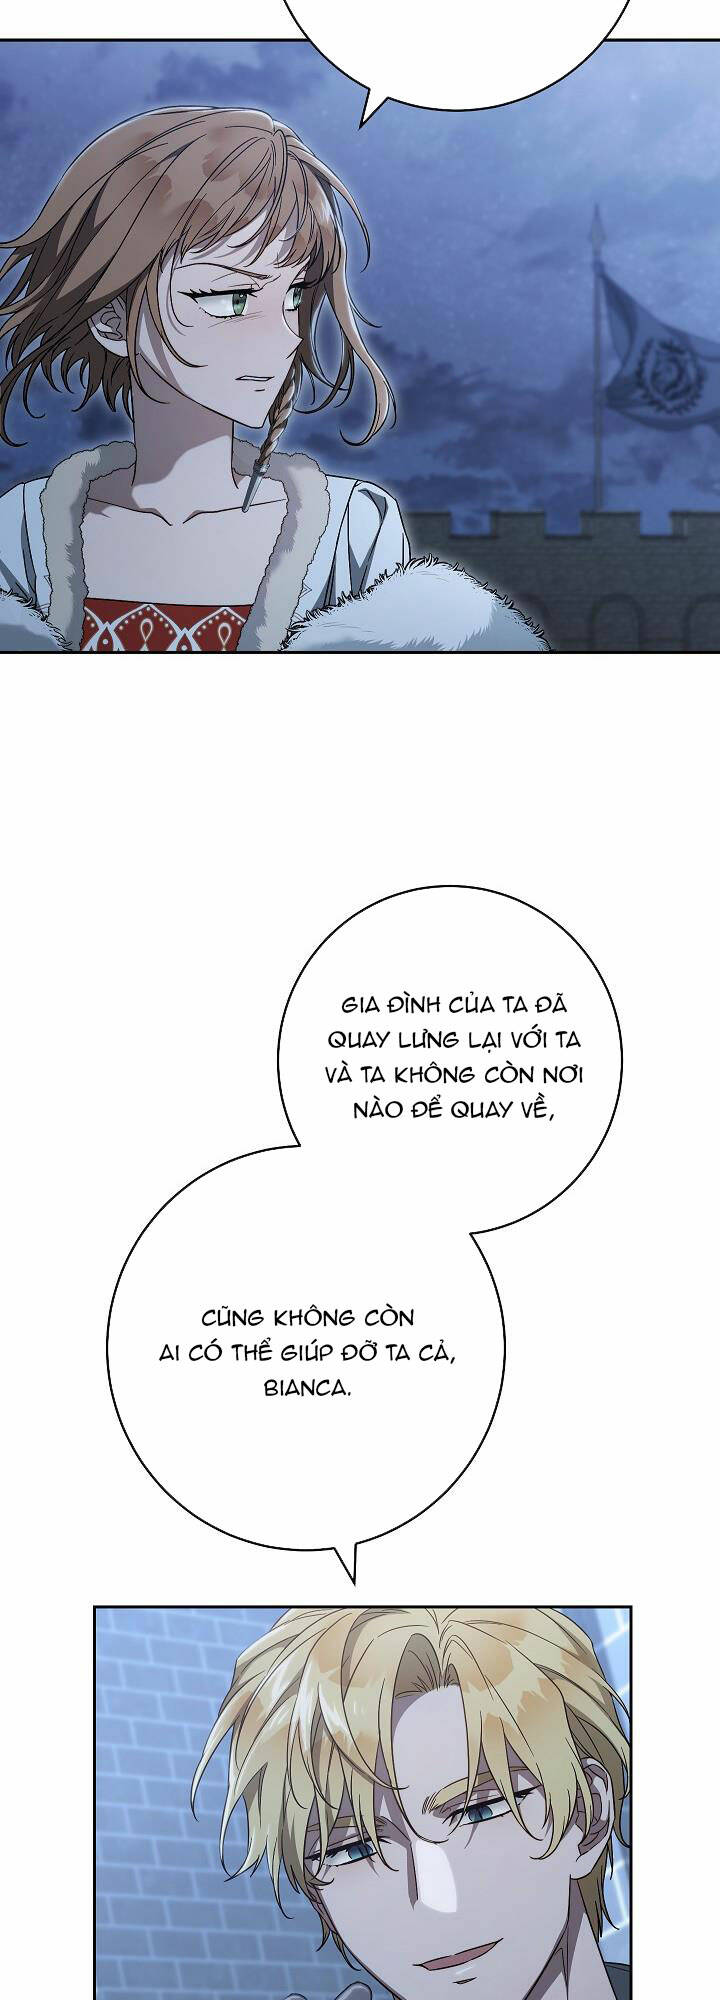 GIA ĐÌNH CỦA TA ĐÃ
QUAY LƯNG LẠI VỚI TA
VÀ TA KHÔNG CÒN NƠI
NÀO ĐỂ QUAY VỀ,
CŨNG KHÔNG CÒN
AI CÓ THỂ GIÚP ĐỠ TA CẢ,
BIANCA.